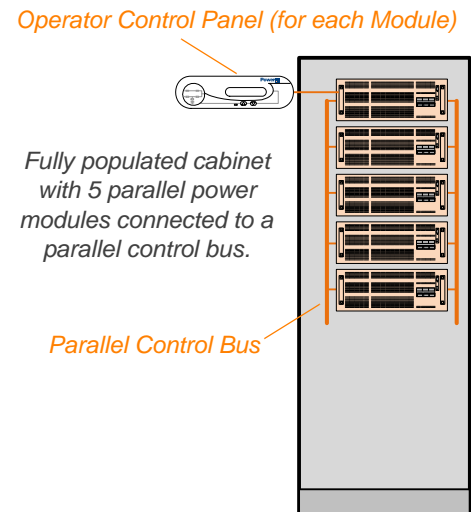 Operator Control Panel (for each Module)
Power
Fully populated cabinet
with 5 parallel power
modules connected to a
parallel control bus.
Parallel Control Bus